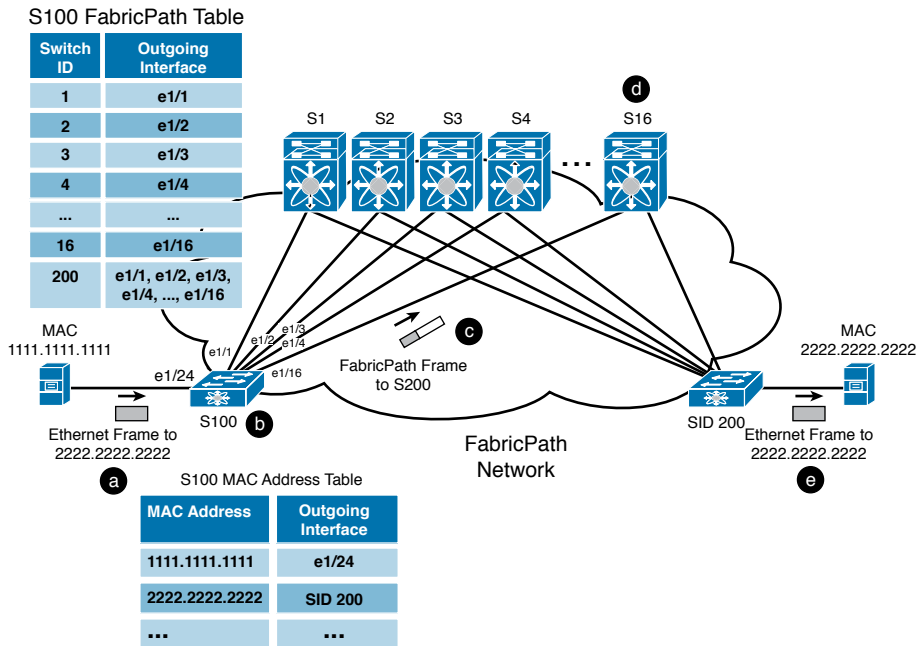 S100 FabricPath Table
Switch ID Outgoing Interface
1 e1/1
2 e1/2
3 e1/3
4 e1/4
... ...
16 e1/16
200 e1/1, e1/2, e1/3,
e1/4, ..., e1/16
d
S1 S2 S3 S4 ... S16
MAC
1111.1111.1111
e1/24
e1/1
e1/2
e1/3
e1/4
e1/16
c
FabricPath Frame
to S200
MAC
2222.2222.2222
S100
b
SID 200
Ethernet Frame to
2222.2222.2222
a
FabricPath
Network
Ethernet Frame to
2222.2222.2222
e
S100 MAC Address Table
MAC Address Outgoing Interface
1111.1111.1111 e1/24
2222.2222.2222 SID 200
... ...